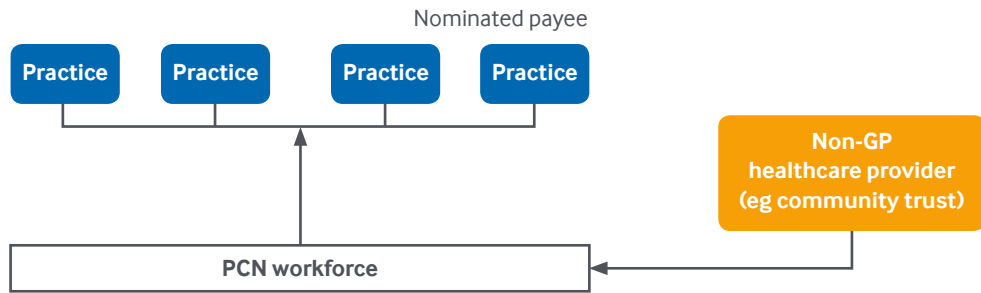 Nominated payee
Practice
Practice
Practice
Practice
Non-GP
healthcare provider
(eg community trust)
PCN workforce